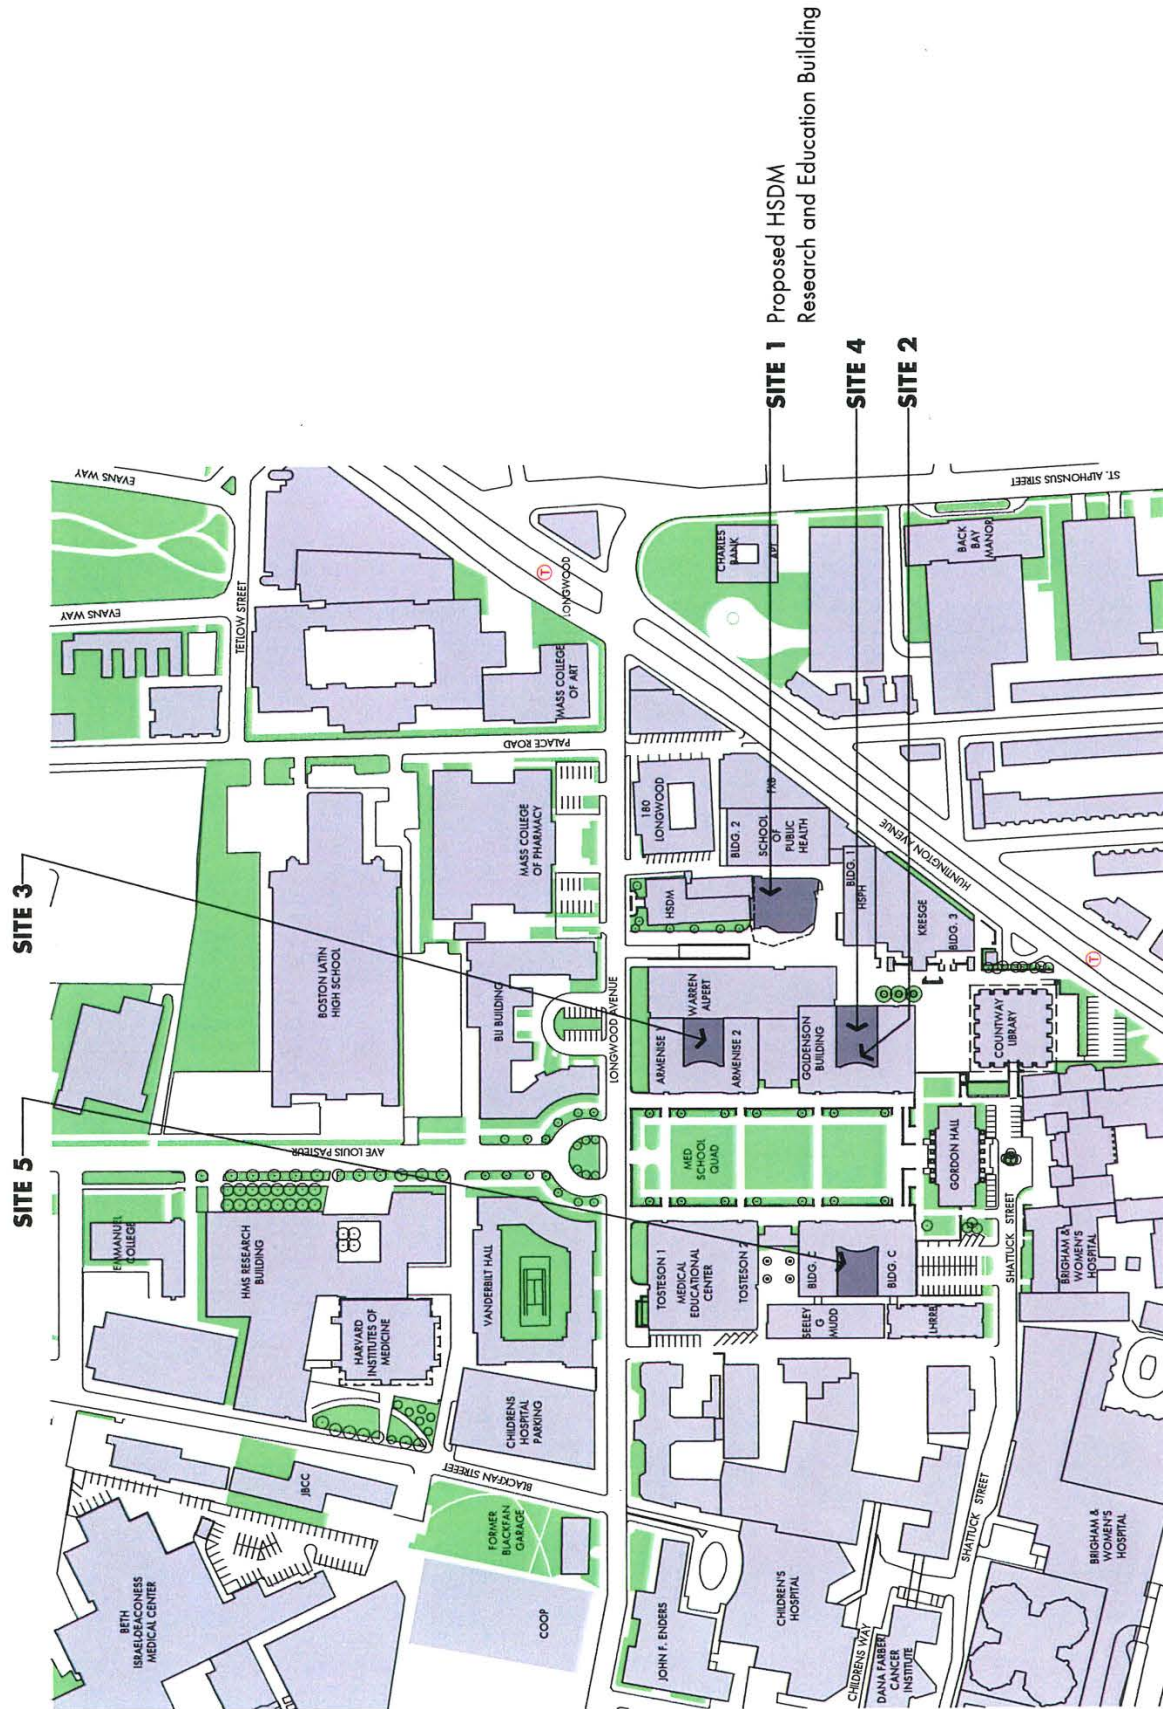 SITE 5
SITE 3
SITE 1 Proposed HSDM
Research and Education Building
SITE 4
SITE 2
EVANS WAY
EVANS WAY
TETLOW STREET
LONGWOOD
T
MASS COLLEGE
OF ART
PALACE ROAD
BOSTON LATIN
HIGH SCHOOL
MASS COLLEGE
OF PHARMACY
BU BUILDING
AVE LOUIS PASTEUR
LONGWOOD AVENUE
EMMANUEL
COLLEGE
HMS RESEARCH
BUILDING
HARVARD
INSTITUTES OF
MEDICINE
VANDERBILT HALL
CHILDRENS
HOSPITAL
PARKING
BLACKFAN STREET
JBCC
BETH
ISRAELDEACONESS
MEDICAL CENTER
FORMER
BLACKFAN
GARAGE
COOP
ST. ALPHONSUS STREET
CHARLES
BANK
APT
BACK
BAY
MANOR
HUNTINGTON AVENUE
180
LONGWOOD
FXB
BLDG. 2
SCHOOL
OF
PUBLIC
HEALTH
HSDM
BLDG. 1
HSPH
KRESGE
BLDG. 3
T
WARREN
ALPERT
ARMENISE 1
ARMENISE 2
GOLDENSON
BUILDING
COUNTWAY
LIBRARY
MED
SCHOOL
QUAD
GORDON HALL
SHATTUCK STREET
TOSTESON 1
MEDICAL
EDUCATIONAL
CENTER
TOSTESON 2
BLDG. C
BLDG. C
SEELEY
G
MUDD
LHRRB
BRIGHAM &
WOMEN'S
HOSPITAL
JOHN F. ENDERS
CHILDREN'S
HOSPITAL
CHILDRENS WAY
DANA FARBER
CANCER
INSTITUTE
SHATTUCK STREET
BRIGHAM &
WOMEN'S
HOSPITAL